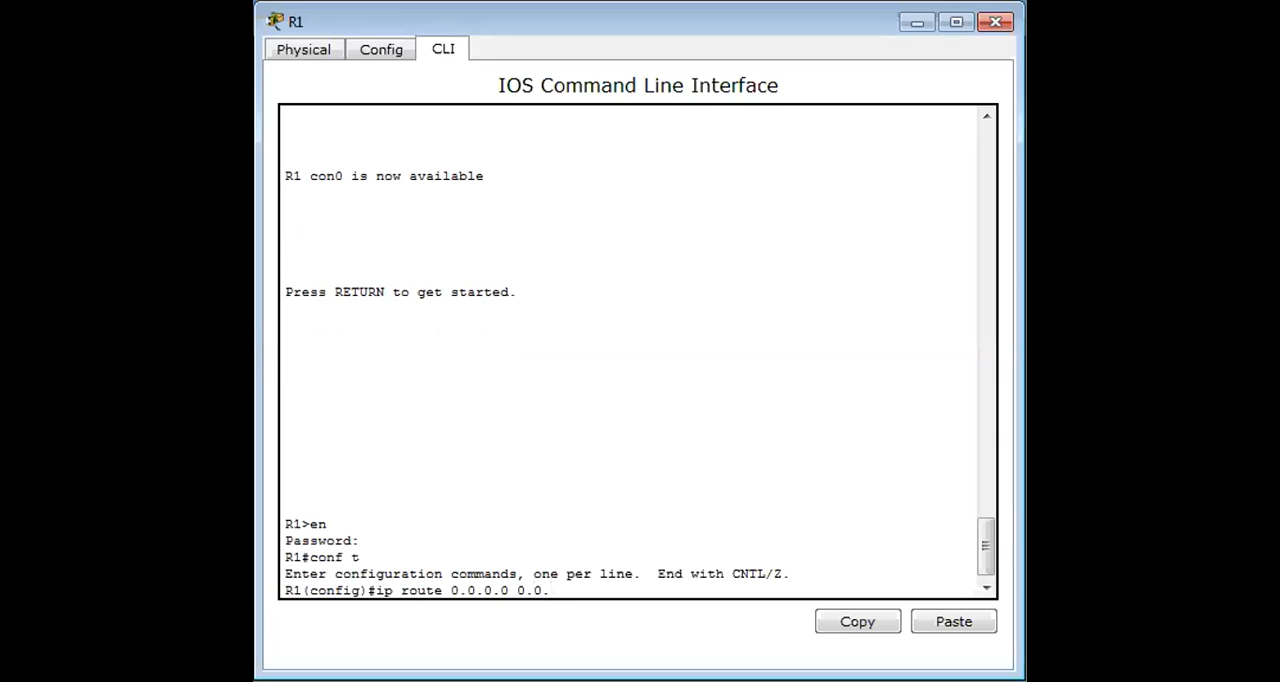 R1
Physical Config CLI
IOS Command Line Interface
R1 con0 is now available
Press RETURN to get started.
R1>en
Password:
R1#conf t
Enter configuration commands, one per line.  End with CNTL/Z.
R1(config)#ip route 0.0.0.0 0.0.
Copy Paste